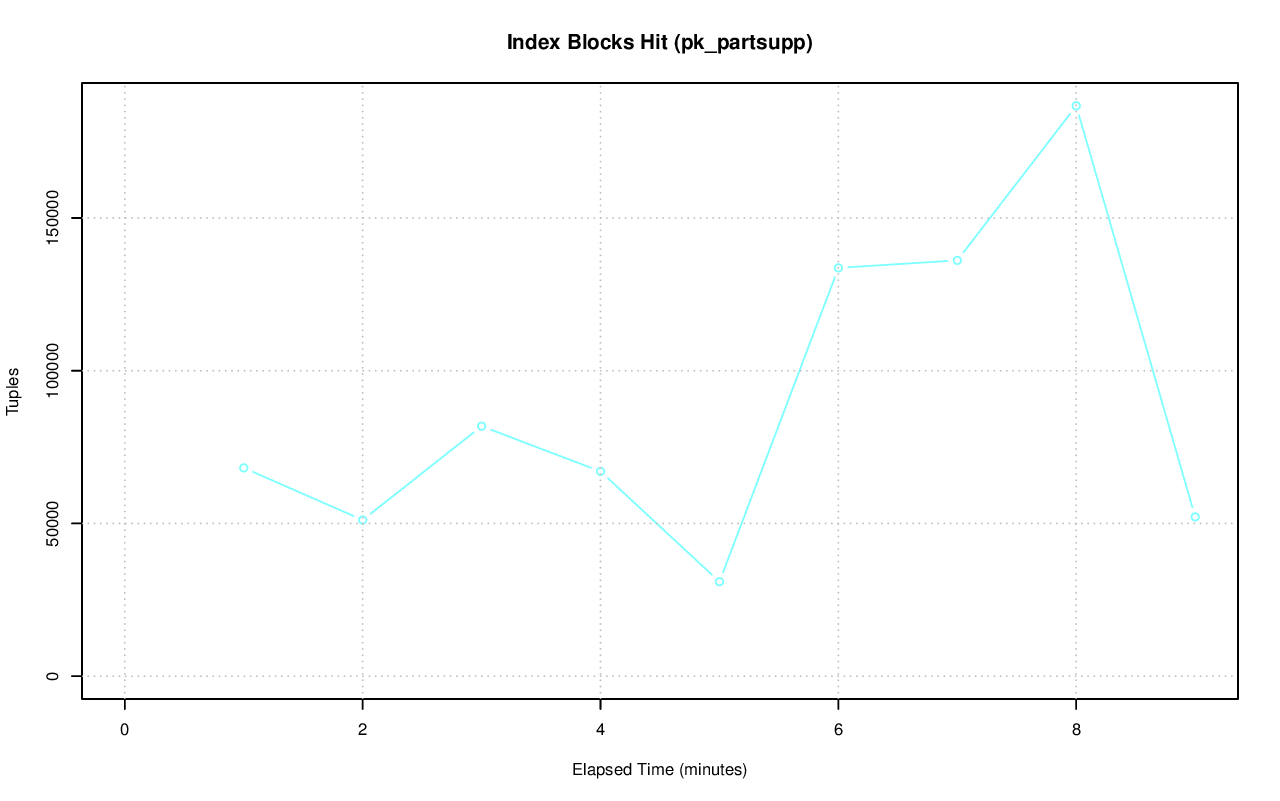 Index Blocks Hit (pk_partsupp)
Tuples
150000
100000
50000
0
0 2 4 6 8
Elapsed Time (minutes)